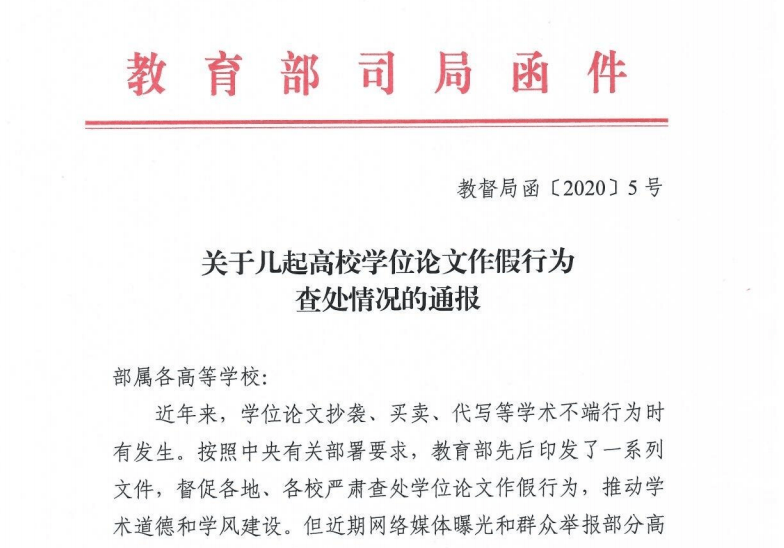 教育部司局函件
教督局函〔2020〕5号
关于几起高校学位论文作假行为
查处情况的通报
部属各高等学校：
近年来，学位论文抄袭、买卖、代写等学术不端行为时
有发生。按照中央有关部署要求，教育部先后印发了一系列
文件，督促各地、各校严肃查处学位论文作假行为，推动学
术道德和学风建设。但近期网络媒体曝光和群众举报部分高